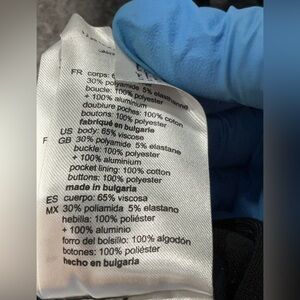 FR corps:
30% polyamide 5% elasthanne
boucle: 100% polyester
+ 100% aluminium
doublure poches: 100% coton
boutons: 100% polyester
fabriqué en bulgarie
US body: 65% viscosa
F GB 30% polyamide 5% elastane
buckle: 100% polyester
+ 100% aluminium
pocket lining: 100% cotton
buttons: 100% polyester
made in bulgaria
ES cuerpo: 65% viscosa
MX 30% poliamida 5% elastano
hebilla: 100% poliéster
+ 100% aluminio
forro del bolsillo: 100% algodón
botones: 100% poliéster
hecho en bulgaria